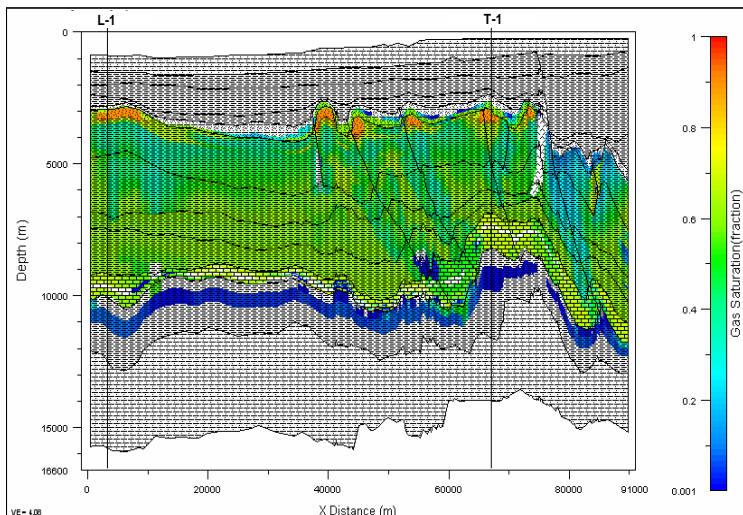 L-1 T-1
0
5000
10000
15000
16600
Depth (m)
0 20000 40000 60000 80000 91000
X Distance (m)
VE= 4.08
1
0.8
0.6
0.4
0.2
0.001
Gas Saturation(fraction)